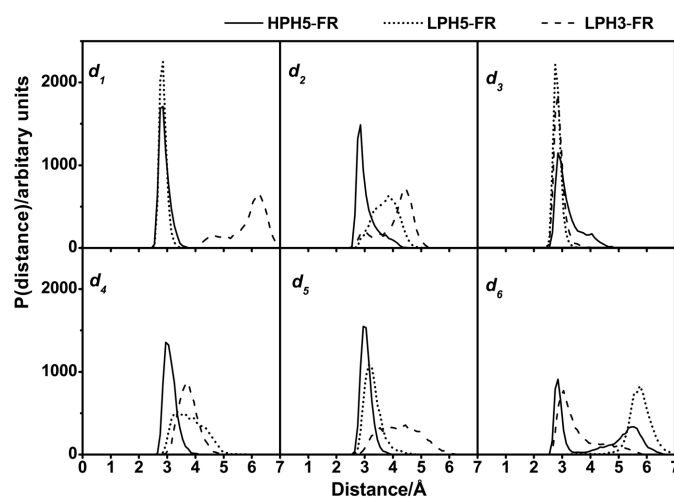 HPH5-FR LPH5-FR LPH3-FR
P(distance)/arbitary units
2000
1000
0
d1
d2
d3
2000
1000
0
d4
d5
d6
0 1 2 3 4 5 6 7 1 2 3 4 5 6 7 1 2 3 4 5 6 7
Distance/Å